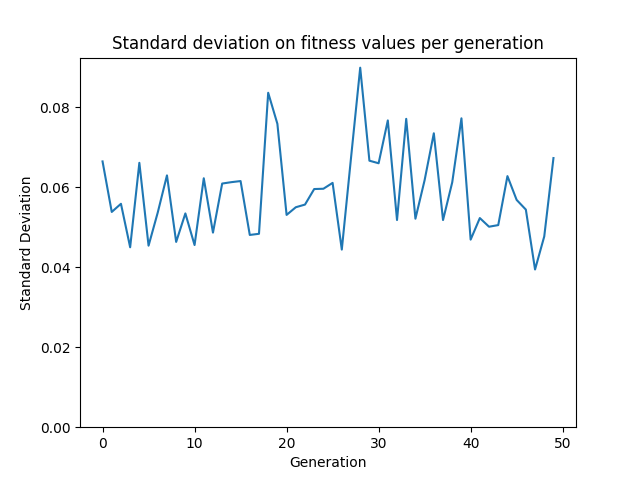 Standard deviation on fitness values per generation
Standard Deviation
0.08
0.06
0.04
0.02
0.00
0 10 20 30 40 50
Generation